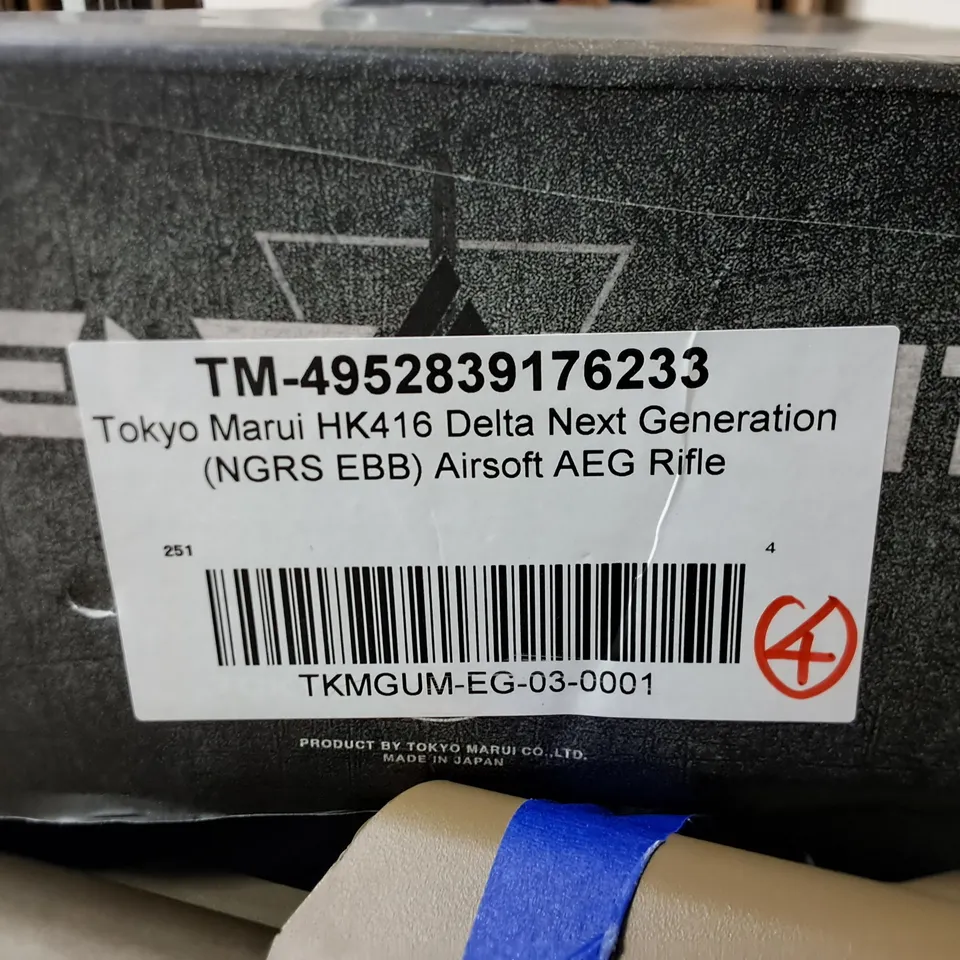 TM-4952839176233
Tokyo Marui HK416 Delta Next Generation
(NGRS EBB) Airsoft AEG Rifle
251 4
4
TKMGUM-EG-03-0001
PRODUCT BY TOKYO MARUI CO.,LTD.
MADE IN JAPAN